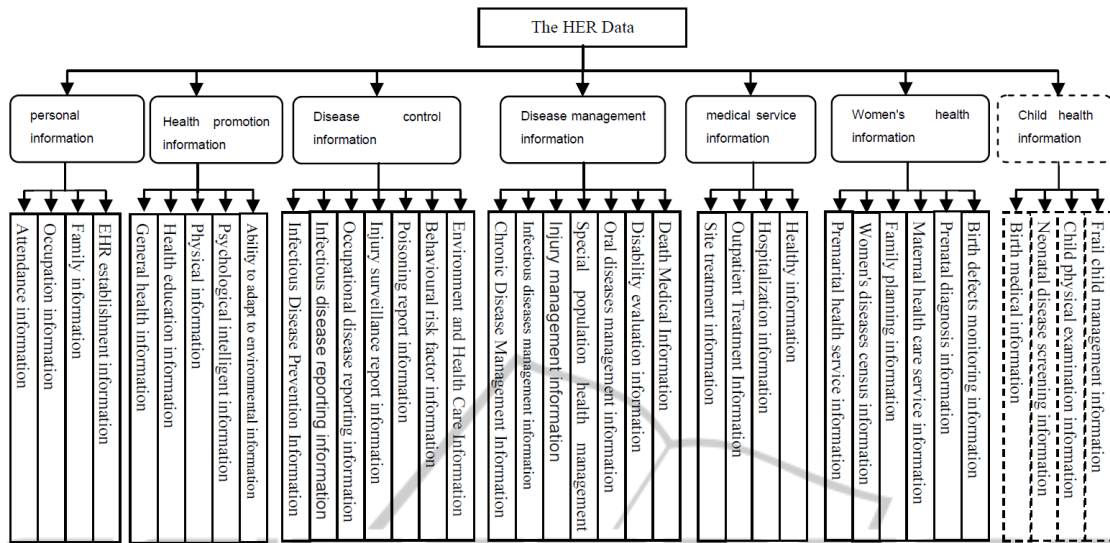 The HER Data
personal
information
Health promotion
information
Disease control
information
Disease management
information
medical service
information
Women's health
information
Child health
information
Attendance information
Occupation information
Family information
EHR establishment information
General health information
Health education information
Physical information
Psychological intelligent information
Ability to adapt to environmental information
Infectious Disease Prevention Information
Infectious disease reporting information
Occupational disease reporting information
Injury surveillance report information
Poisoning report information
Behavioural risk factor information
Environment and Health Care Information
Chronic Disease Management Information
Infectious diseases management information
Injury management information
Special population health management
Oral diseases management information
Disability evaluation information
Death Medical Information
Site treatment information
Outpatient Treatment Information
Hospitalization information
Healthy information
Premarital health service information
Women's diseases census information
Family planning information
Maternal health care service information
Prenatal diagnosis information
Birth defects monitoring information
Birth medical information
Neonatal disease screening information
Child physical examination information
Frail child management information